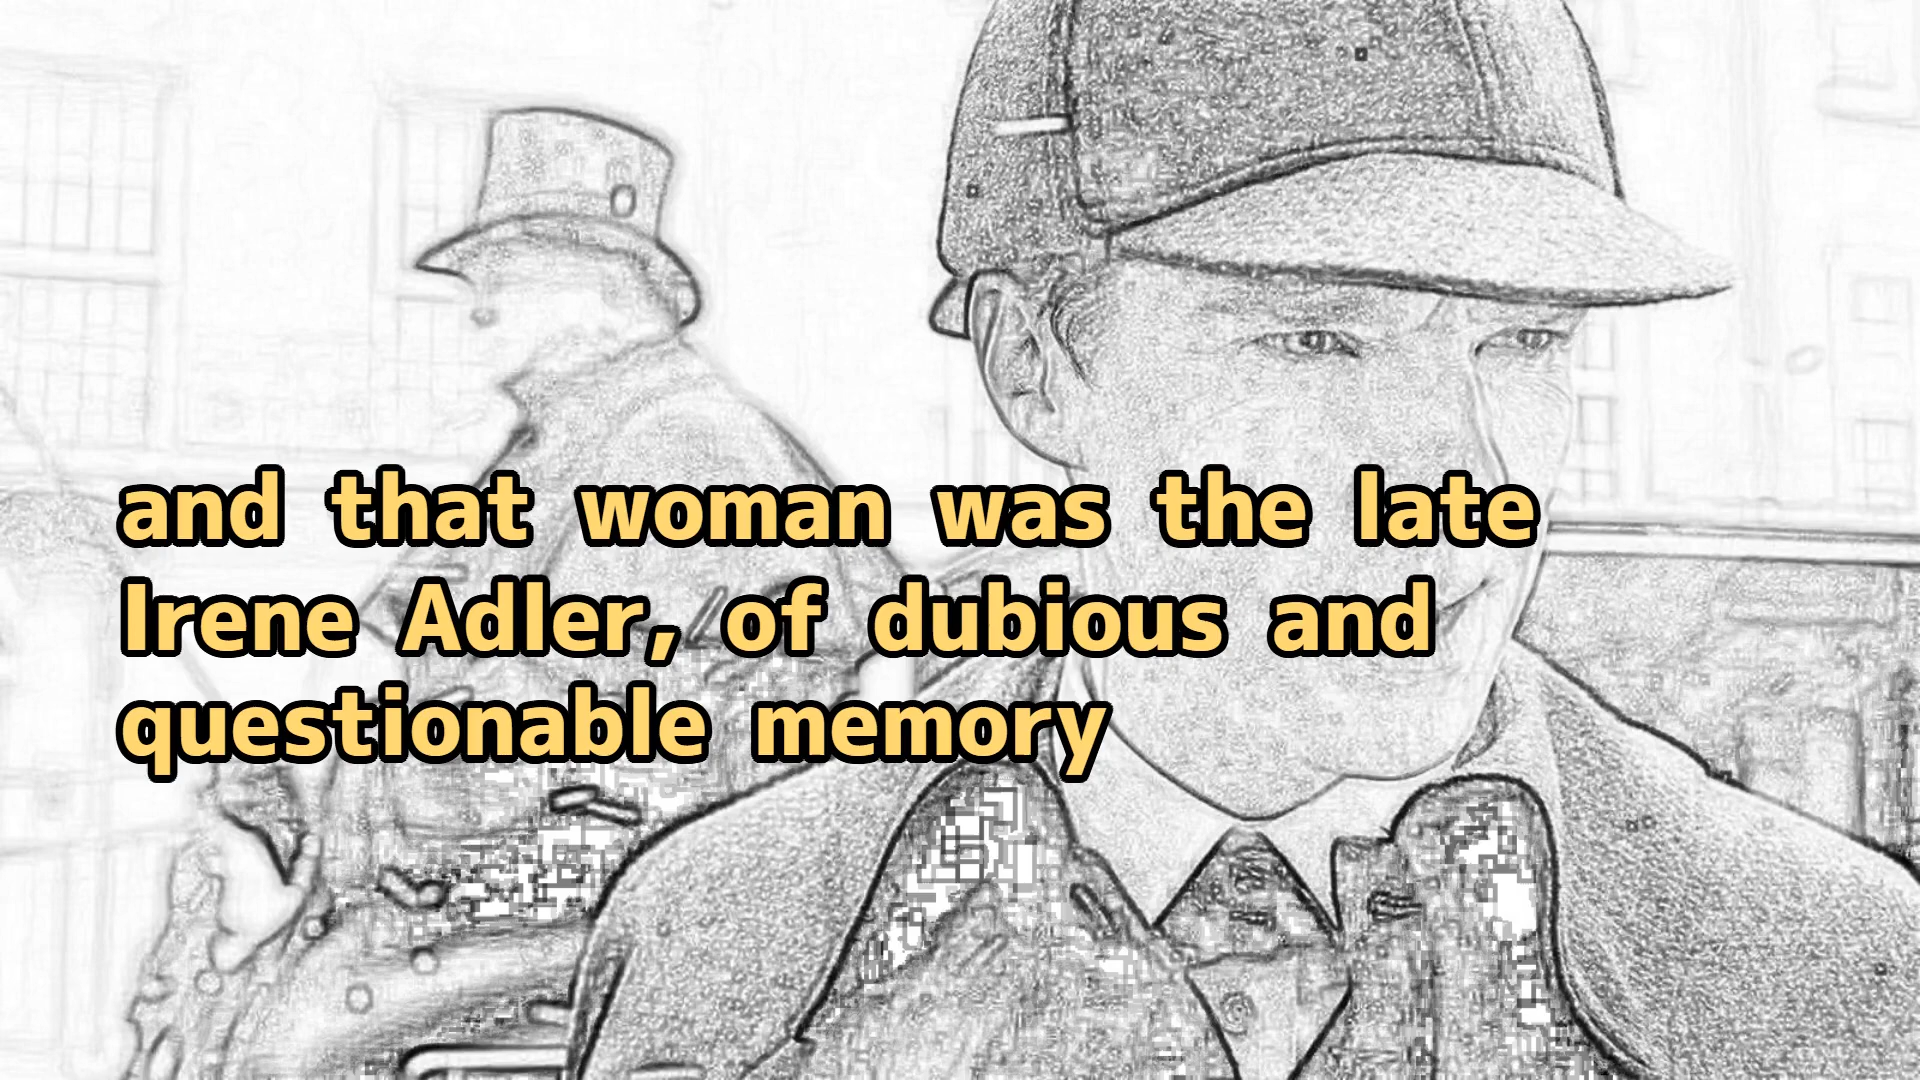 and that woman was the late
Irene Adler, of dubious and
questionable memory